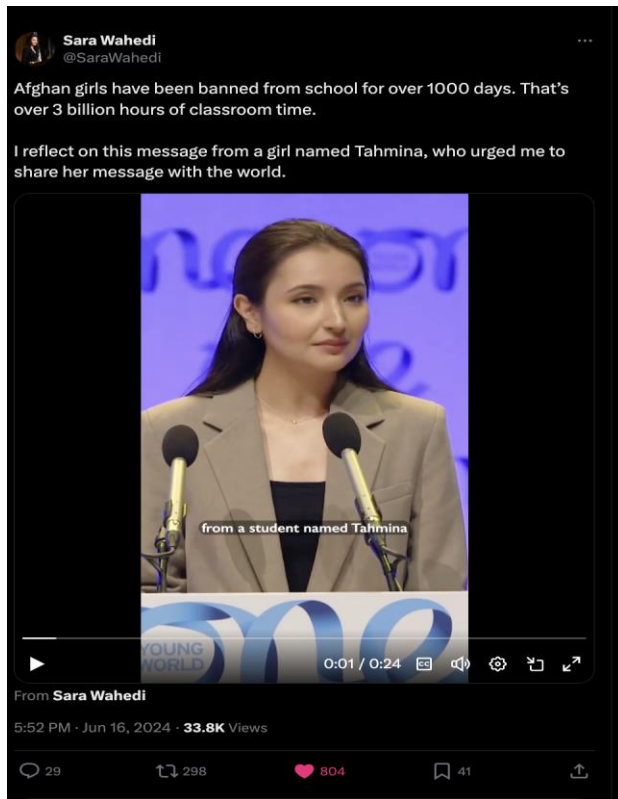 Sara Wahedi
@SaraWahedi
Afghan girls have been banned from school for over 1000 days. That's
over 3 billion hours of classroom time.
I reflect on this message from a girl named Tahmina, who urged me to
share her message with the world.
from a student named Tahmina
one
YOUNG
WORLD
0:01 / 0:24
CC
From Sara Wahedi
5:52 PM · Jun 16, 2024 · 33.8K Views
29 298 804 41